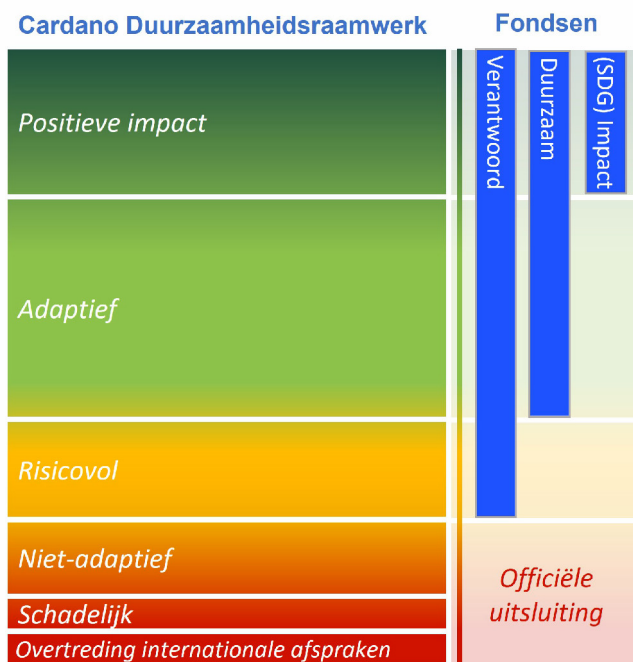 Cardano Duurzaamheidsraamwerk
Fondsen
Positieve impact
Adaptief
Risicovol
Niet-adaptief
Schadelijk
Overtreding internationale afspraken
Verantwoord
Duurzaam
(SDG) Impact
Officiële
uitsluiting